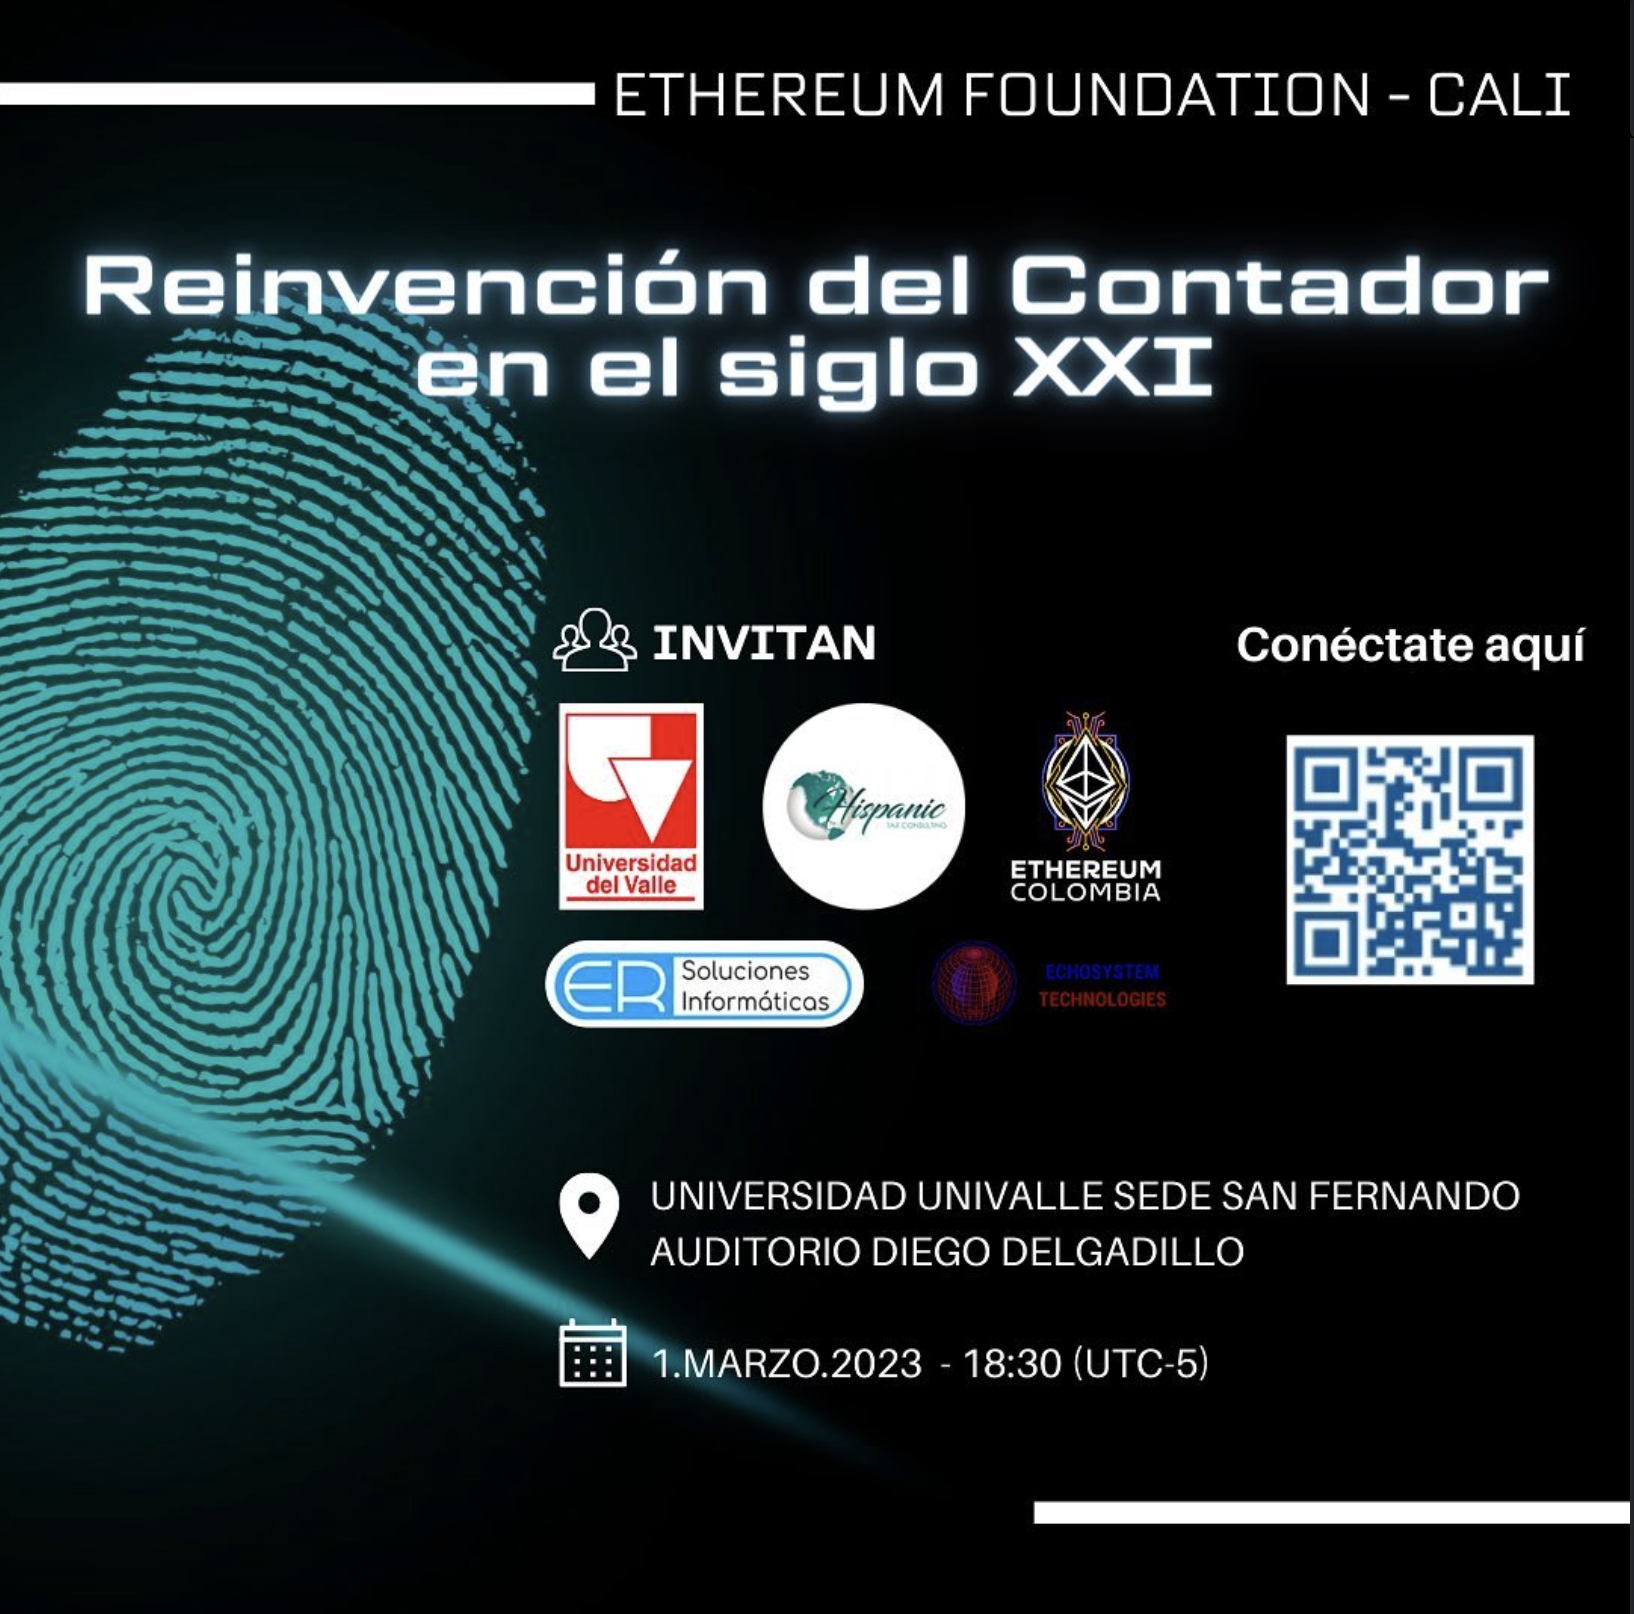 ETHEREUM FOUNDATION - CALI
Reinvención del Contador
en el siglo XXI
INVITAN
Conéctate aquí
Universidad
del Valle
Hispanic
TAX CONSULTING
ETHEREUM
COLOMBIA
ER
Soluciones
Informáticas
ECHOSYSTEM
TECHNOLOGIES
UNIVERSIDAD UNIVALLE SEDE SAN FERNANDO
AUDITORIO DIEGO DELGADILLO
1.MARZO.2023 - 18:30 (UTC-5)